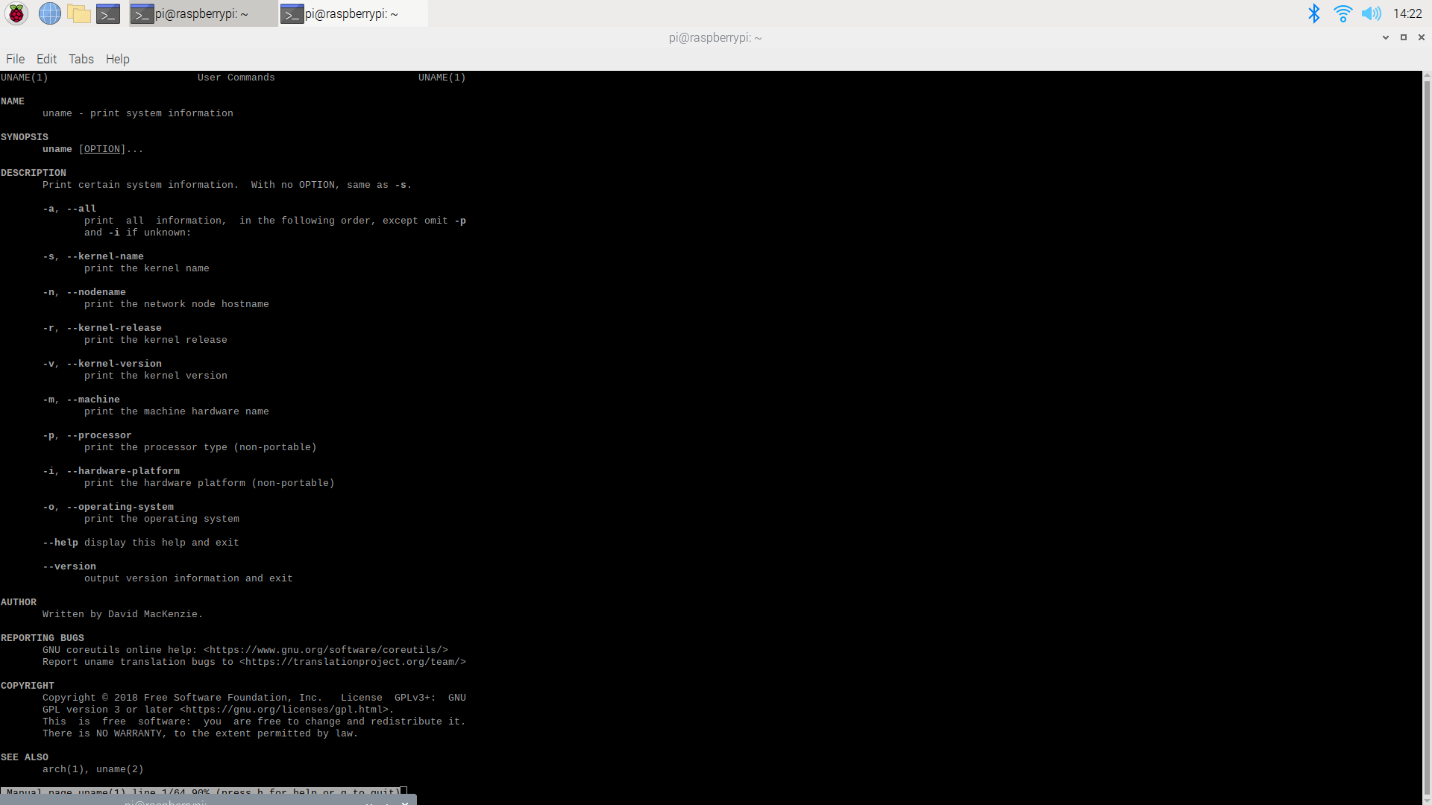 pi@raspberrypi: ~ pi@raspberrypi: ~ 14:22
pi@raspberrypi: ~
File Edit Tabs Help
UNAME(1) User Commands UNAME(1)
NAME
uname - print system information
SYNOPSIS
uname [OPTION]...
DESCRIPTION
Print certain system information. With no OPTION, same as -s.
-a, --all
print all information, in the following order, except omit -p
and -i if unknown:
-s, --kernel-name
print the kernel name
-n, --nodename
print the network node hostname
-r, --kernel-release
print the kernel release
-v, --kernel-version
print the kernel version
-m, --machine
print the machine hardware name
-p, --processor
print the processor type (non-portable)
-i, --hardware-platform
print the hardware platform (non-portable)
-o, --operating-system
print the operating system
--help display this help and exit
--version
output version information and exit
AUTHOR
Written by David MacKenzie.
REPORTING BUGS
GNU coreutils online help: <https://www.gnu.org/software/coreutils/>
Report uname translation bugs to <https://translationproject.org/team/>
COPYRIGHT
Copyright © 2018 Free Software Foundation, Inc. License GPLv3+: GNU
GPL version 3 or later <https://gnu.org/licenses/gpl.html>.
This is free software: you are free to change and redistribute it.
There is NO WARRANTY, to the extent permitted by law.
SEE ALSO
arch(1), uname(2)
Manual page uname(1) line 1/64 90% (press h for help or q to quit)
pi@raspberrypi: